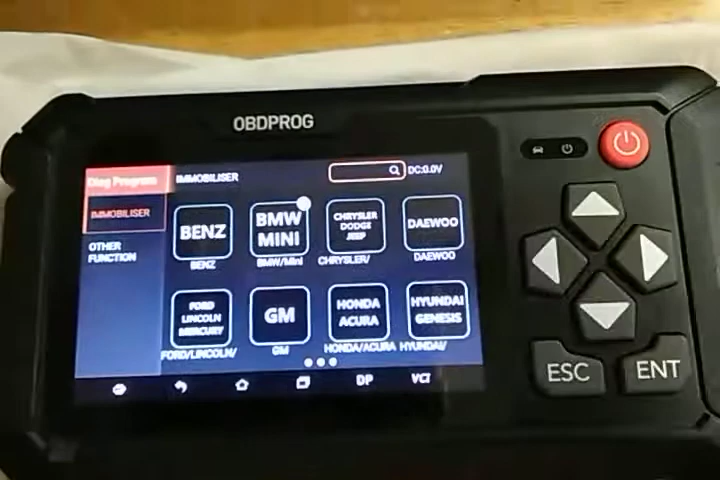 OBDPROG
Diag Program
IMMOBILISER
DC:0.0V
IMMOBILISER
OTHER
FUNCTION
BENZ
BENZ
BMW
MINI
BMW/Mini
CHRYSLER
DODGE
JEEP
CHRYSLER/
DAEWOO
DAEWOO
FORD
LINCOLN
MERCURY
FORD/LINCOLN/
GM
GM
HONDA
ACURA
HONDA/ACURA
HYUNDAI
GENESIS
HYUNDAI/
DP
VCI
ESC
ENT